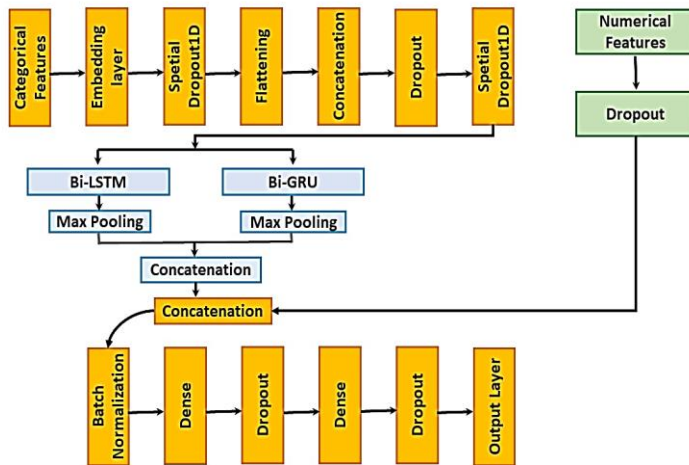 Categorical
Features
Embedding
layer
Spetial
Dropout1D
Flattening
Concatenation
Dropout
Spetial
Dropout1D
Numerical
Features
Dropout
Bi-LSTM
Bi-GRU
Max Pooling
Max Pooling
Concatenation
Concatenation
Batch
Normalization
Dense
Dropout
Dense
Dropout
Output Layer